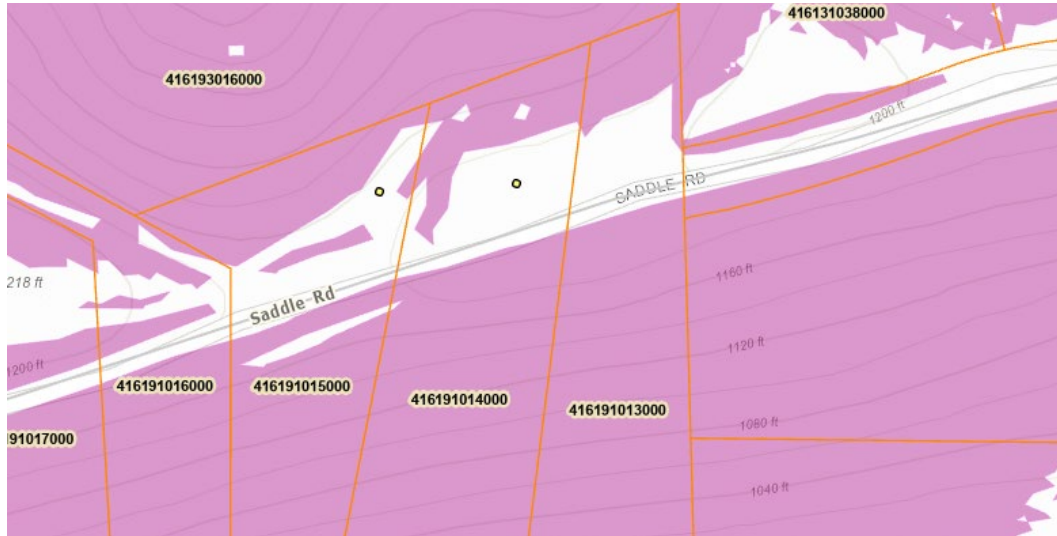 416131038000
416193016000
1200 ft
SADDLE RD
1160 ft
218 ft
Saddle Rd
1120 ft
1200 ft
416191016000
416191015000
416191014000
416191013000
1080 ft
191017000
1040 ft